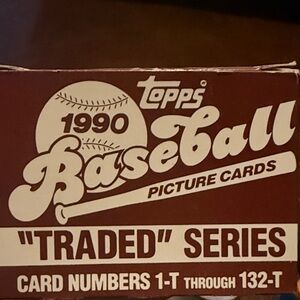 Topps®
1990
Baseball
PICTURE CARDS
"TRADED" SERIES
CARD NUMBERS 1-T THROUGH 132-T